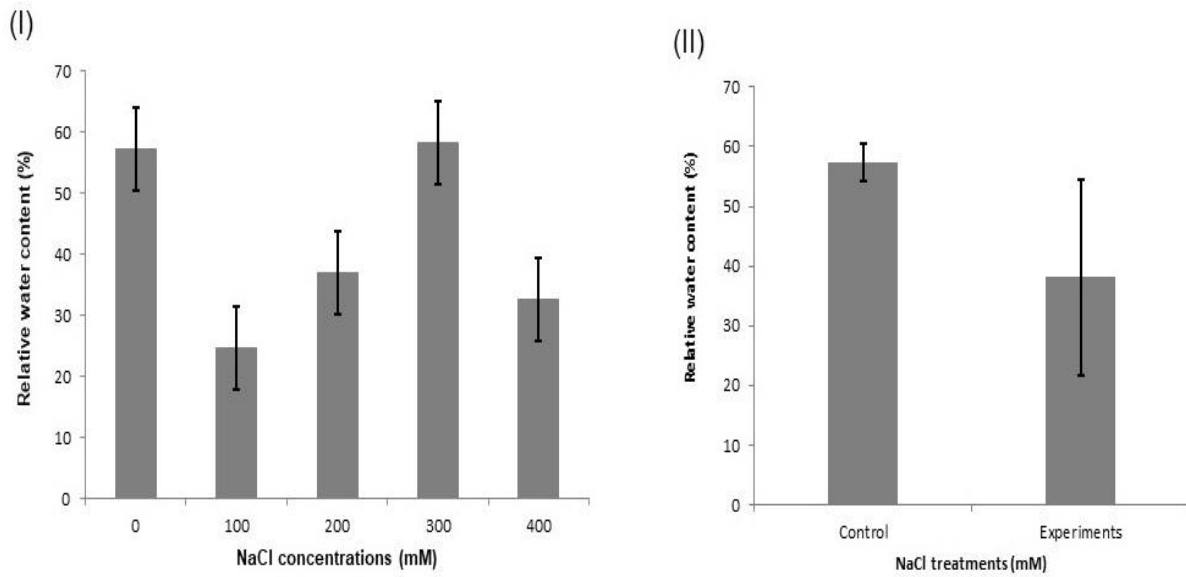 (I)
Relative water content (%)
70
60
50
40
30
20
10
0
0 100 200 300 400
NaCl concentrations (mM)
(II)
Relative water content (%)
70
60
50
40
30
20
10
0
Control Experiments
NaCl treatments (mM)